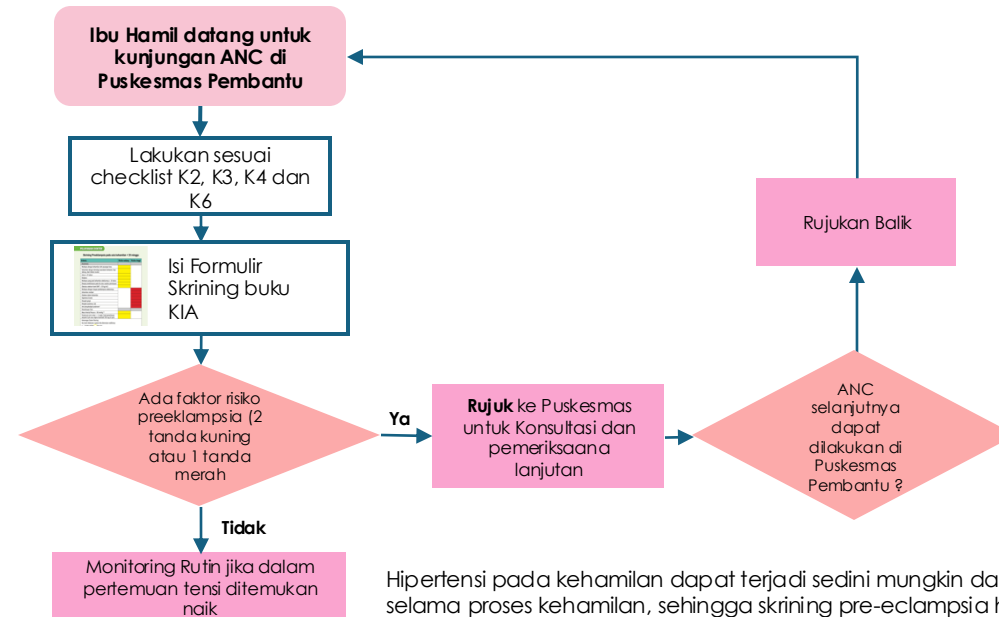 Ibu Hamil datang untuk
kunjungan ANC di
Puskesmas Pembantu
Lakukan sesuai
checklist K2, K3, K4 dan
K6
Isi Formulir
Skrining buku
KIA
Ada faktor risiko
preeklampsia (2
tanda kuning
atau 1 tanda
merah
Ya
Rujuk ke Puskesmas
untuk Konsultasi dan
pemeriksaana
lanjutan
ANC
selanjutnya
dapat
dilakukan di
Puskesmas
Pembantu ?
Rujukan Balik
Tidak
Monitoring Rutin jika dalam
pertemuan tensi ditemukan
naik
Hipertensi pada kehamilan dapat terjadi sedini mungkin da
selama proses kehamilan, sehingga skrining pre-eclampsia h